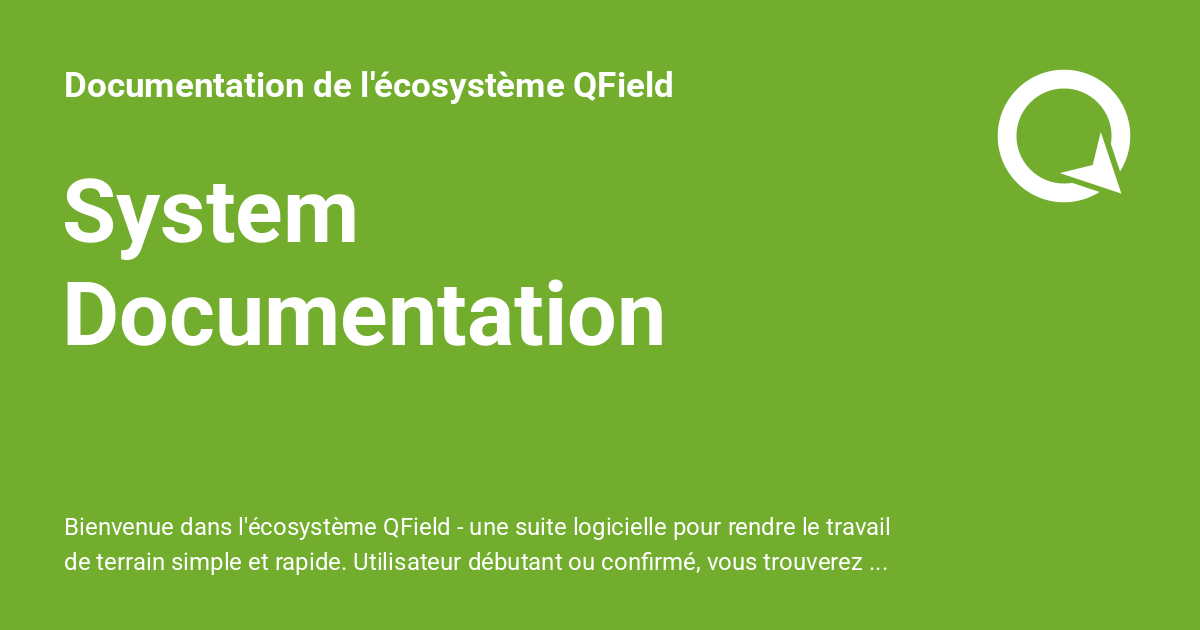 Documentation de l'écosystème QField
System
Documentation
Bienvenue dans l'écosystème QField - une suite logicielle pour rendre le travail
de terrain simple et rapide. Utilisateur débutant ou confirmé, vous trouverez ...